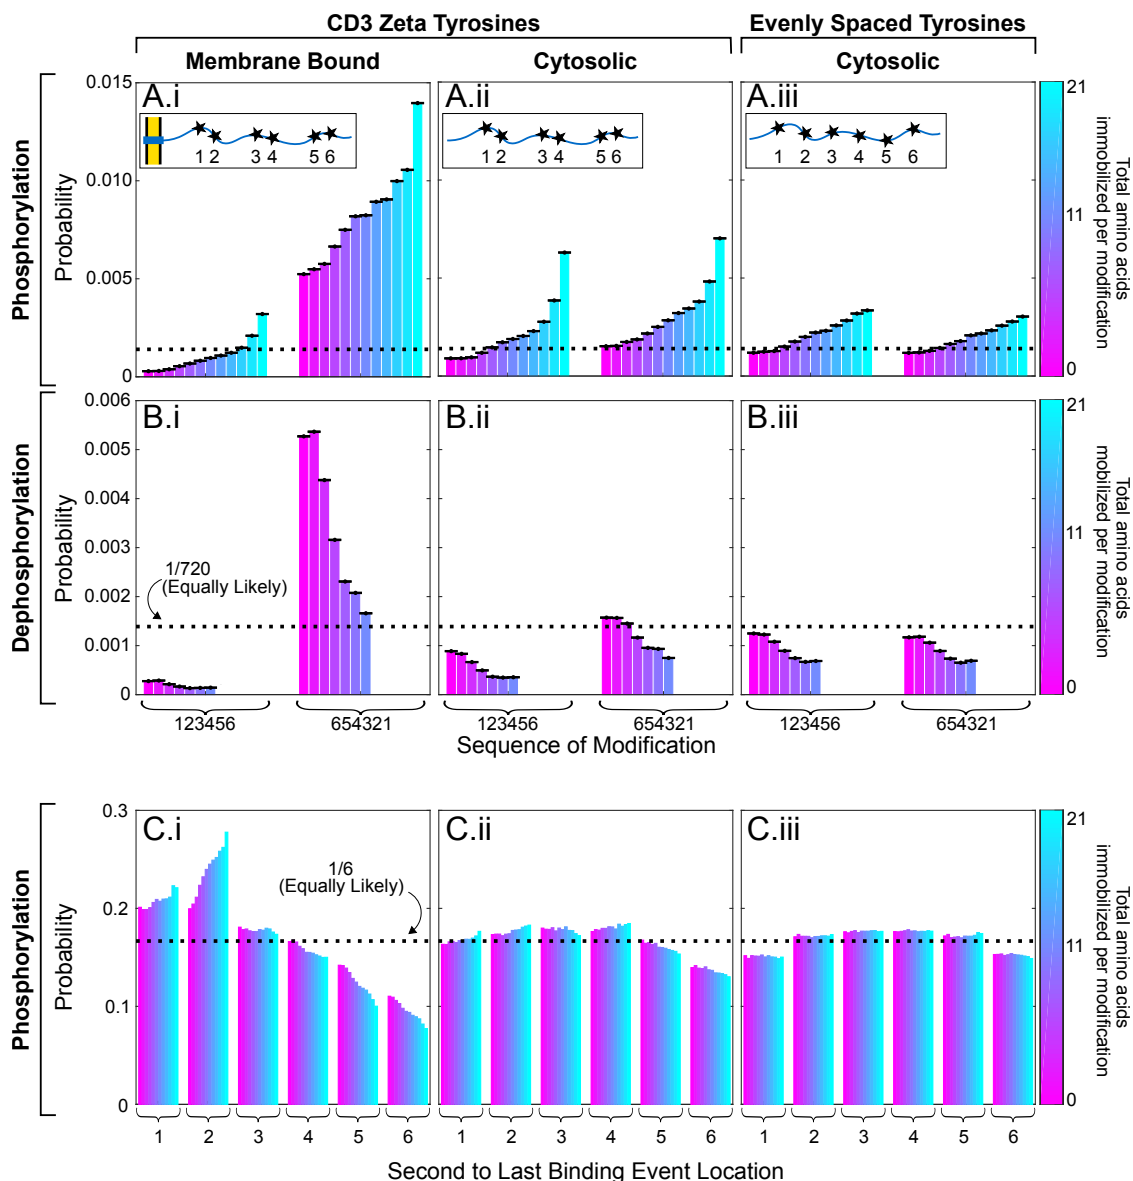 CD3 Zeta Tyrosines
Evenly Spaced Tyrosines
Membrane Bound
Cytosolic
Cytosolic
Phosphorylation
Probability
0.015
0.010
0.005
0
A.i
1 2 3 4 5 6
A.ii
1 2 3 4 5 6
A.iii
1 2 3 4 5 6
21
11
0
Total amino acids
immobilized per modification
Dephosphorylation
Probability
0.006
0.005
0.004
0.003
0.002
0.001
0
B.i
1/720
(Equally Likely)
B.ii
B.iii
21
11
0
Total amino acids
mobilized per modification
123456
654321
123456
654321
123456
654321
Sequence of Modification
Phosphorylation
Probability
0.3
0.2
0.1
0
C.i
1/6
(Equally Likely)
C.ii
C.iii
21
11
0
Total amino acids
immobilized per modification
1 2 3 4 5 6
1 2 3 4 5 6
1 2 3 4 5 6
Second to Last Binding Event Location